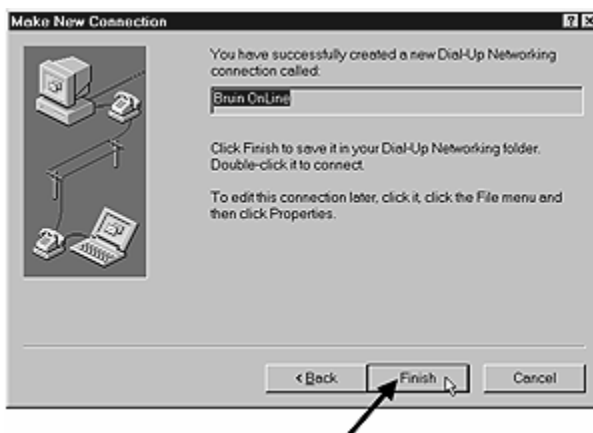 Make New Connection
You have successfully created a new Dial-Up Networking
connection called:
Bruin OnLine
Click Finish to save it in your Dial-Up Networking folder.
Double-click it to connect.
To edit this connection later, click it, click the File menu and
then click Properties.
< Back
Finish
Cancel